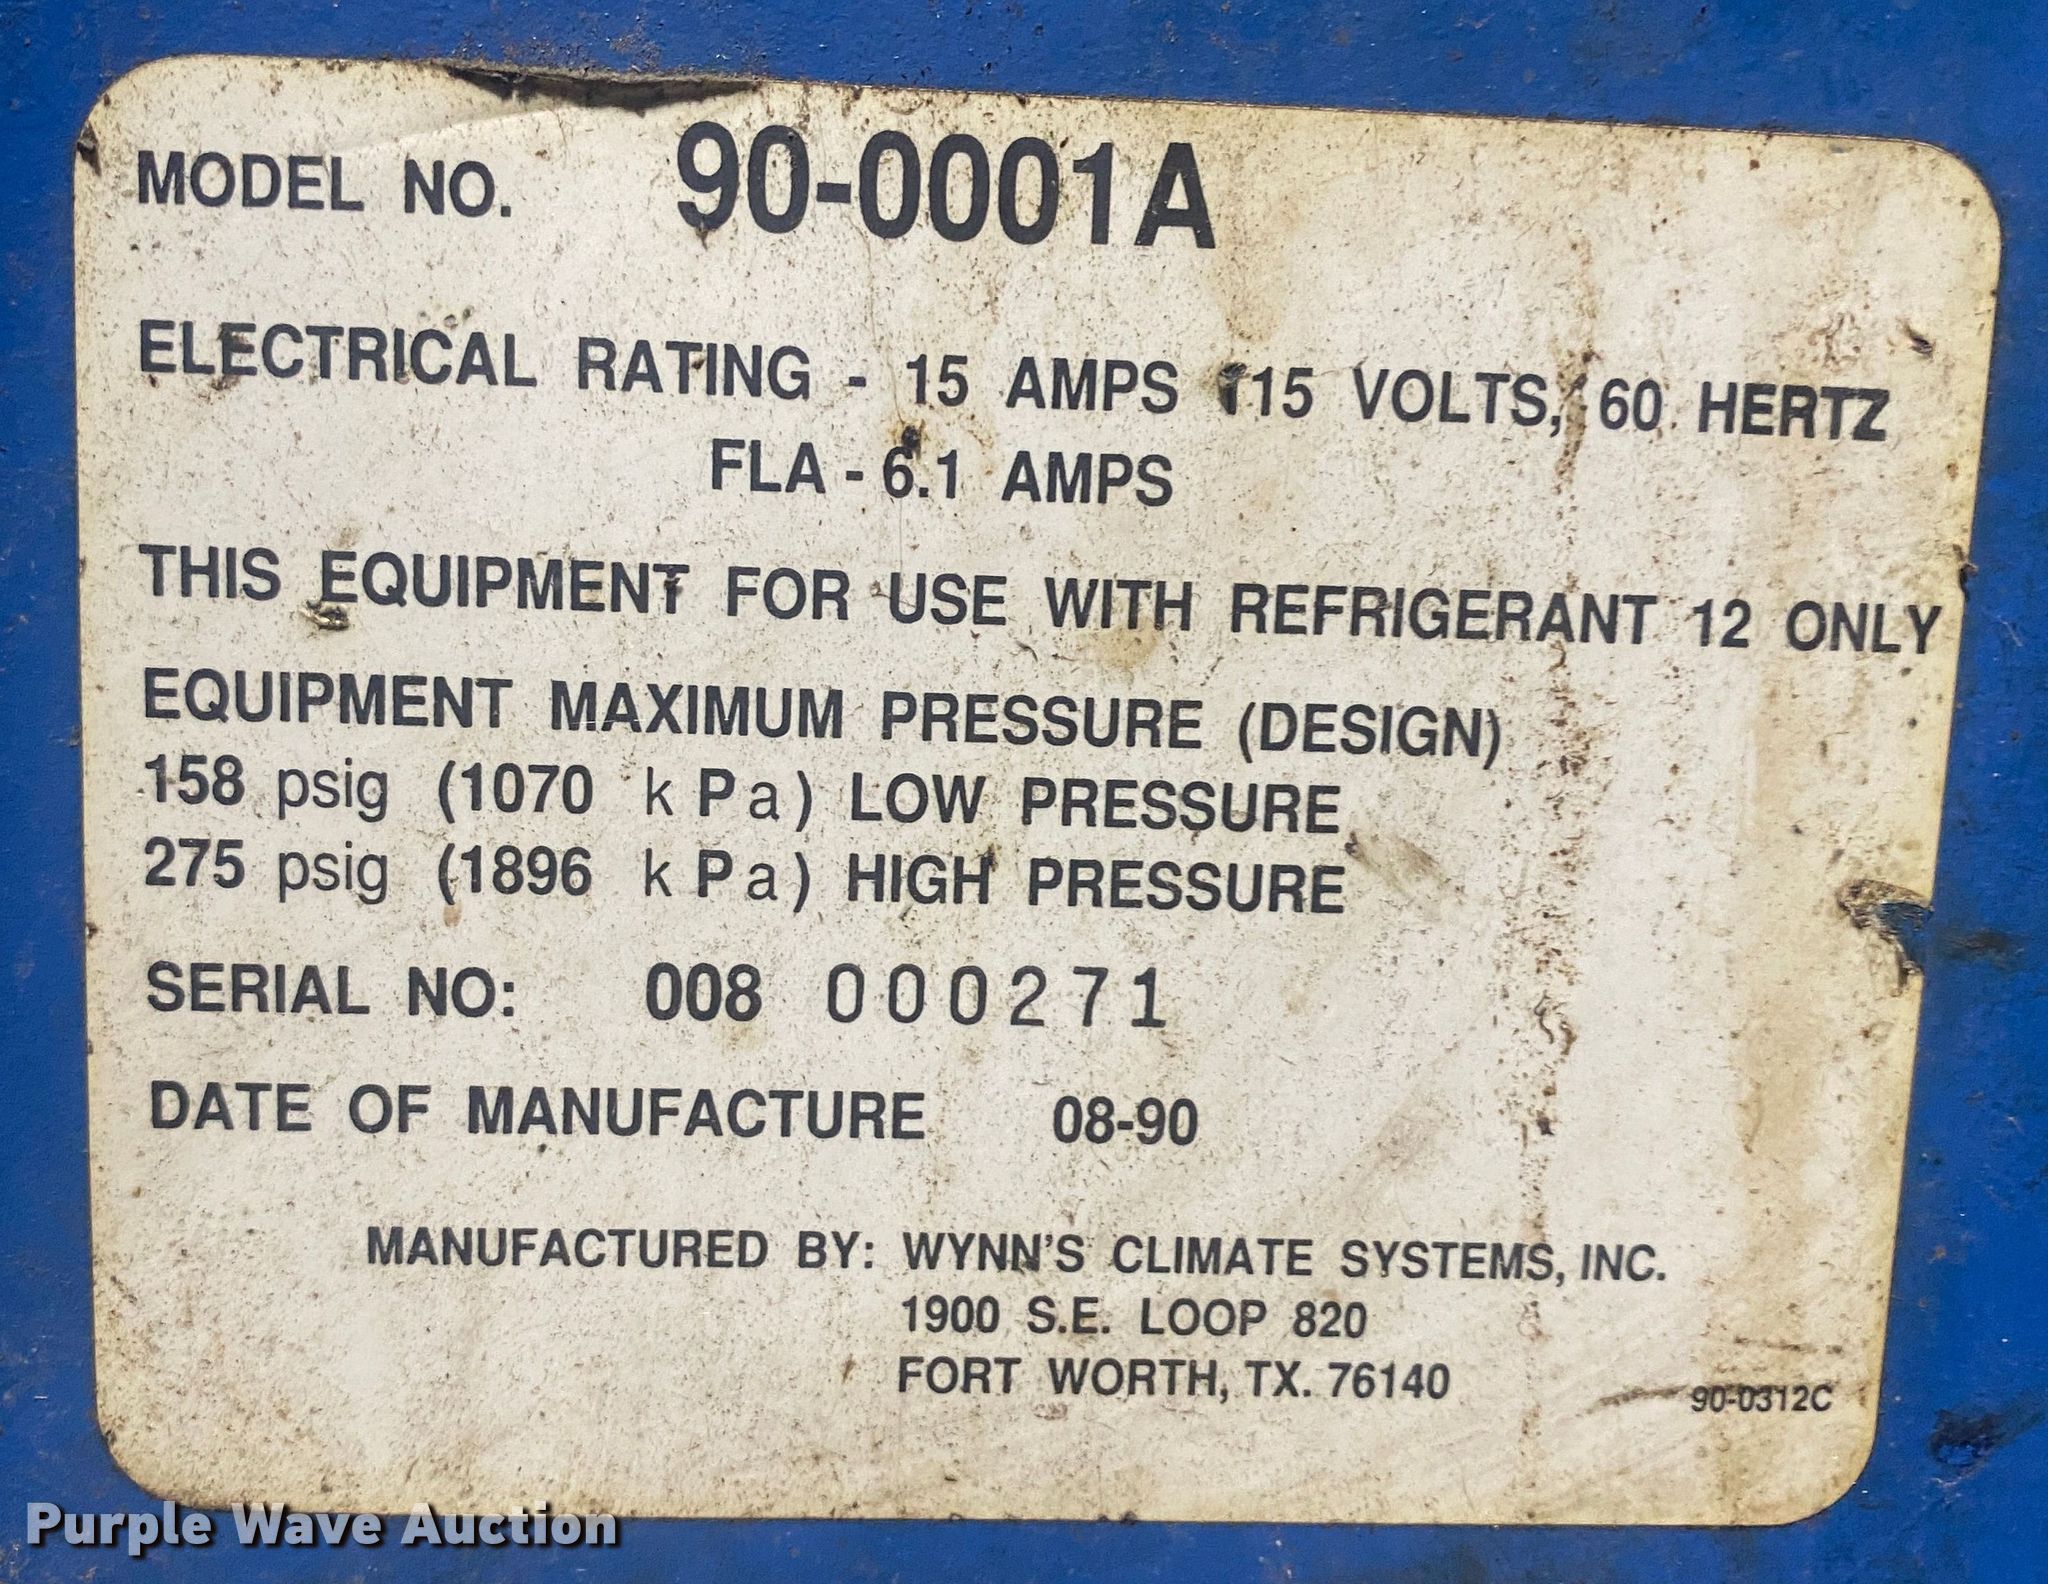 MODEL NO. 90-0001A
ELECTRICAL RATING - 15 AMPS 115 VOLTS, 60 HERTZ
FLA - 6.1 AMPS
THIS EQUIPMENT FOR USE WITH REFRIGERANT 12 ONLY
EQUIPMENT MAXIMUM PRESSURE (DESIGN)
158 psig (1070 kPa) LOW PRESSURE
275 psig (1896 kPa) HIGH PRESSURE
SERIAL NO: 008 000271
DATE OF MANUFACTURE 08-90
MANUFACTURED BY: WYNN'S CLIMATE SYSTEMS, INC.
1900 S.E. LOOP 820
FORT WORTH, TX. 76140
90-0312C
Purple Wave Auction